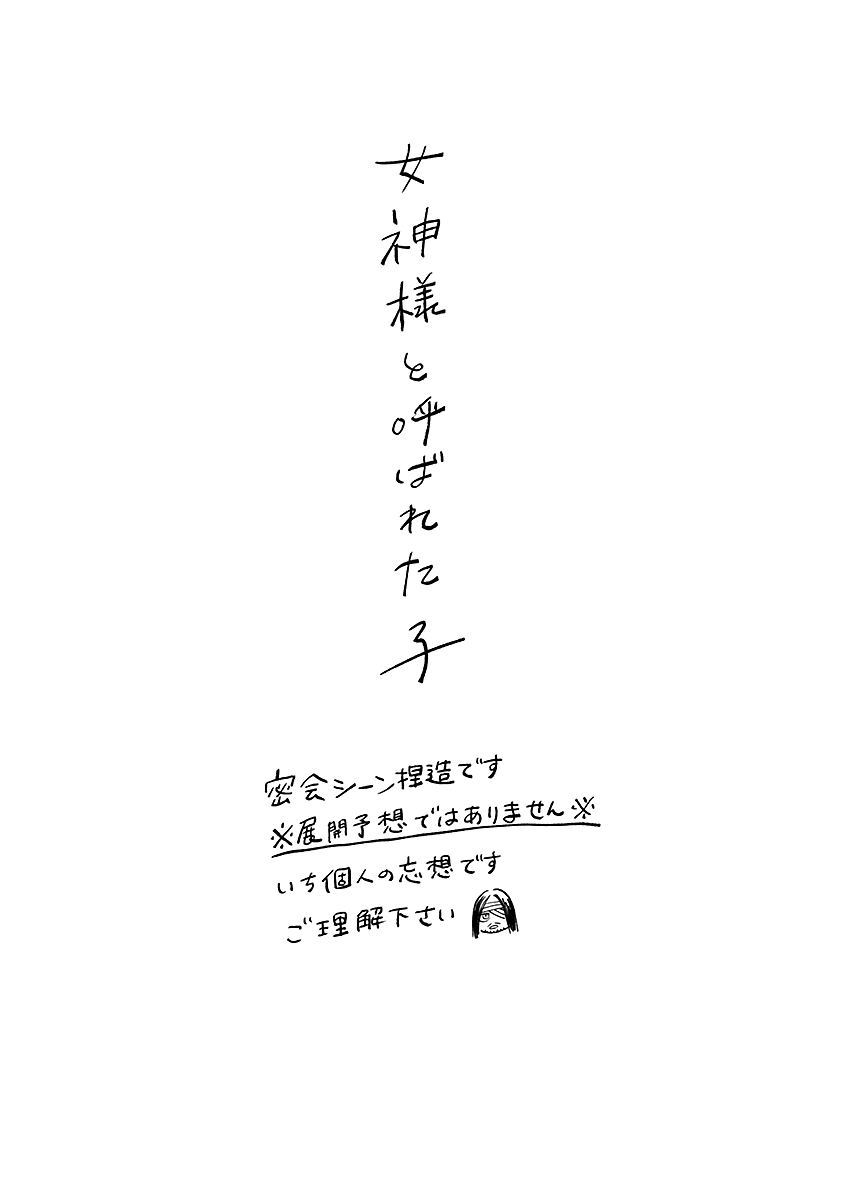 女神様と呼ばれた子
密会シーン捏造です
※展開予想ではありません※
いち個人の妄想です
ご理解下さい